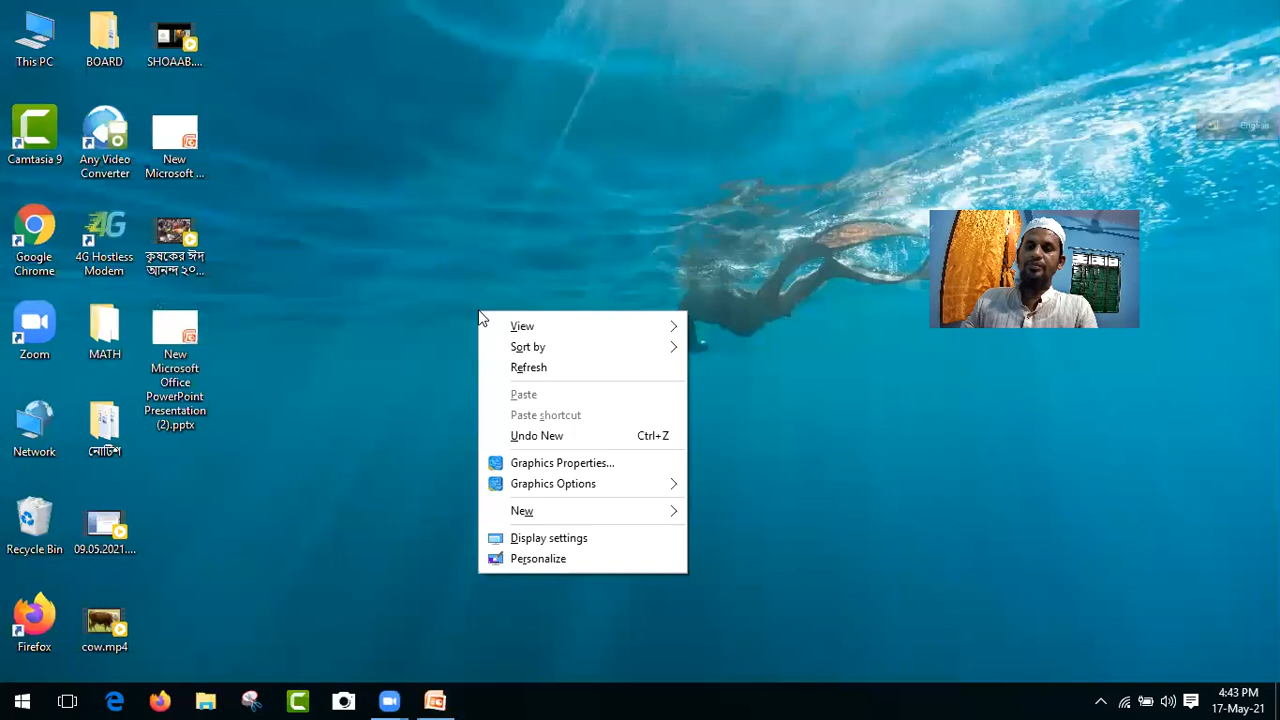 This PC
BOARD
SHOAAB....
Camtasia 9
Any Video
Converter
New
Microsoft ...
Google
Chrome
4G Hostless
Modem
কৃষকের ঈদ
আনন্দ ২০...
Zoom
MATH
New
Microsoft
Office
PowerPoint
Presentation
(2).pptx
Network
নোটিশ
Recycle Bin
09.05.2021....
Firefox
cow.mp4
View
Sort by
Refresh
Paste
Paste shortcut
Undo New Ctrl+Z
Graphics Properties...
Graphics Options
New
Display settings
Personalize
English
4:43 PM
17-May-21